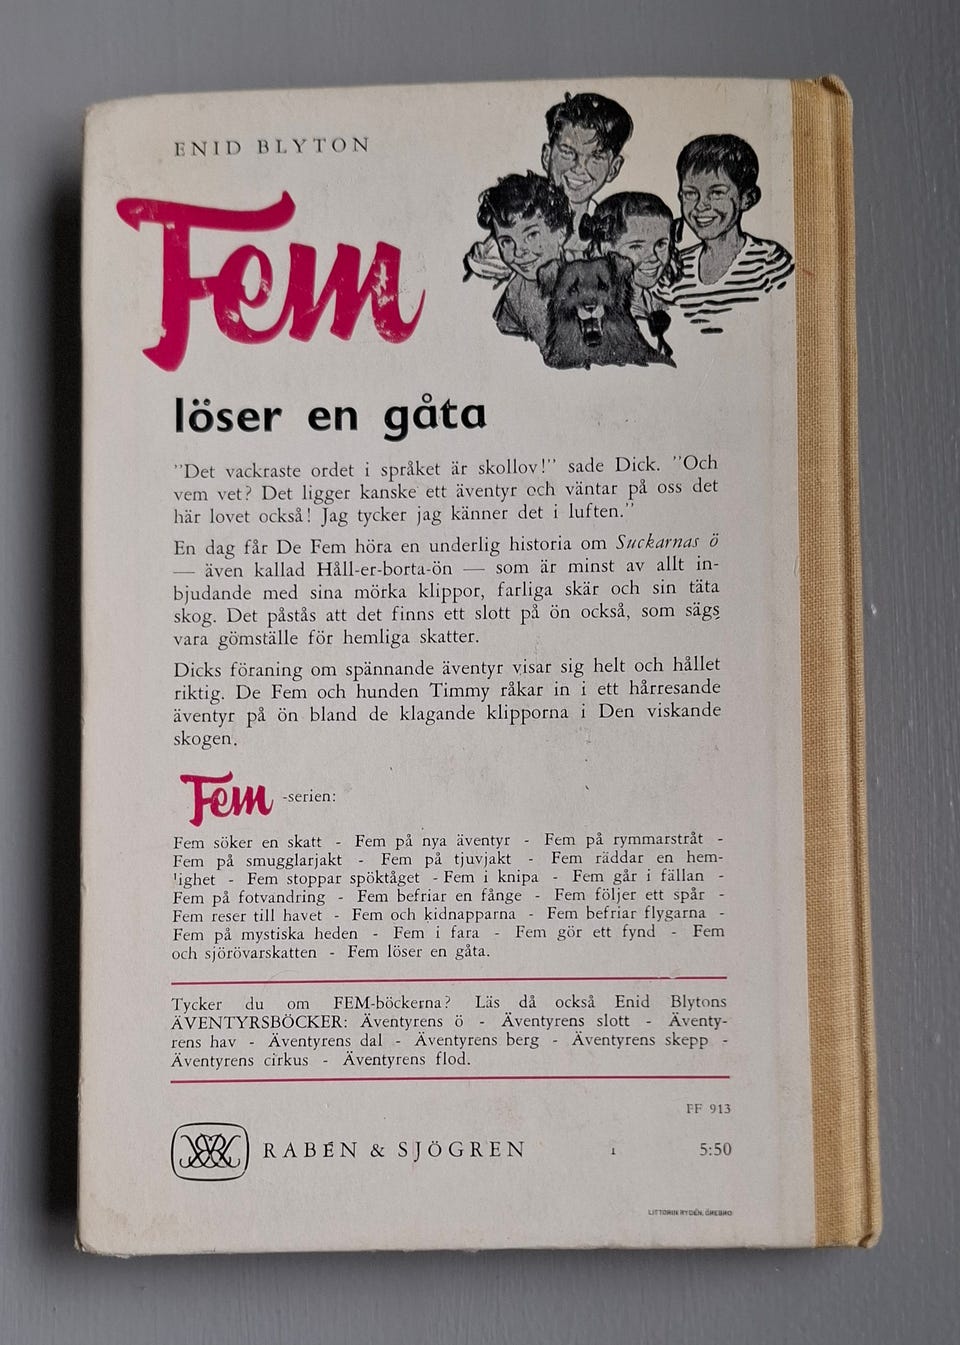 ENID BLYTON
Fem
löser en gåta
”Det vackraste ordet i språket är skollov!” sade Dick. ”Och
vem vet? Det ligger kanske ett äventyr och väntar på oss det
här lovet också! Jag tycker jag känner det i luften.”
En dag får De Fem höra en underlig historia om Suckarnas ö
— även kallad Håll-er-borta-ön — som är minst av allt in-
bjudande med sina mörka klippor, farliga skär och sin täta
skog. Det påstås att det finns ett slott på ön också, som sägs
vara gömställe för hemliga skatter.
Dicks föraning om spännande äventyr visar sig helt och hållet
riktig. De Fem och hunden Timmy råkar in i ett hårresande
äventyr på ön bland de klagande klipporna i Den viskande
skogen.
Fem -serien:
Fem söker en skatt - Fem på nya äventyr - Fem på rymmarstråt -
Fem på smugglarjakt - Fem på tjuvjakt - Fem räddar en hem-
lighet - Fem stoppar spöktåget - Fem i knipa - Fem går i fällan -
Fem på fotvandring - Fem befriar en fånge - Fem följer ett spår -
Fem reser till havet - Fem och kidnapparna - Fem befriar flygarna -
Fem på mystiska heden - Fem i fara - Fem gör ett fynd - Fem
och sjörövarskatten - Fem löser en gåta.
Tycker du om FEM-böckerna? Läs då också Enid Blytons
ÄVENTYRSBÖCKER: Äventyrens ö - Äventyrens slott - Äventy-
rens hav - Äventyrens dal - Äventyrens berg - Äventyrens skepp -
Äventyrens cirkus - Äventyrens flod.
FF 913
RABÉN & SJÖGREN 1 5:50
LITTORIN RYDÉN, ÖREBRO